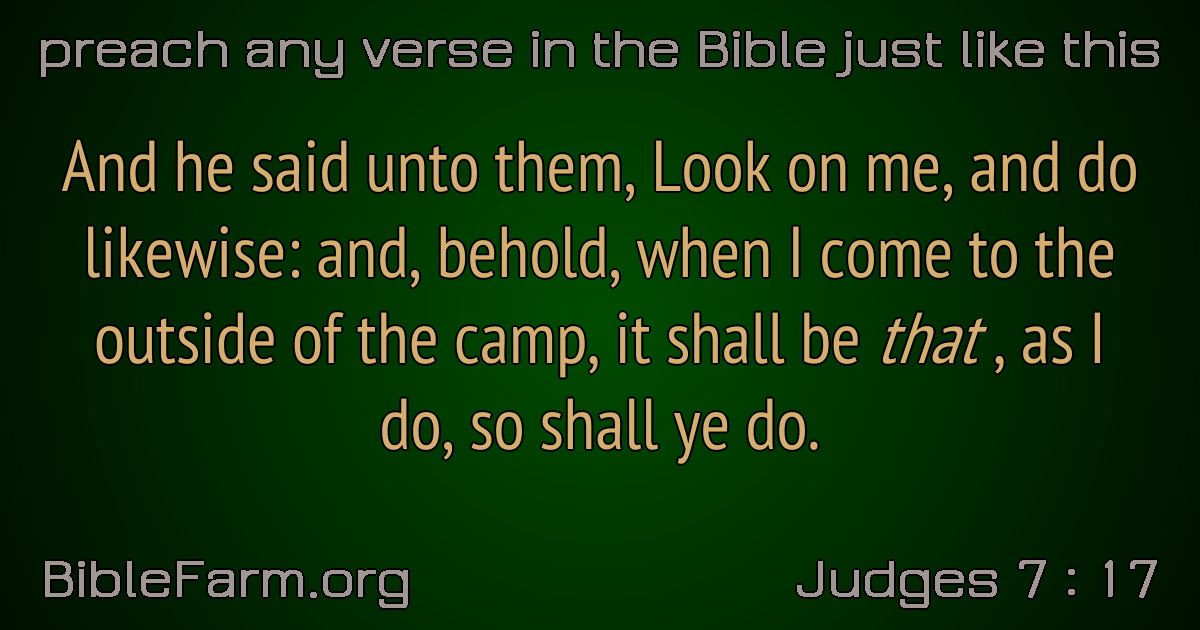 preach any verse in the Bible just like this
And he said unto them, Look on me, and do
likewise: and, behold, when I come to the
outside of the camp, it shall be that , as I
do, so shall ye do.
BibleFarm.org
Judges 7 : 17